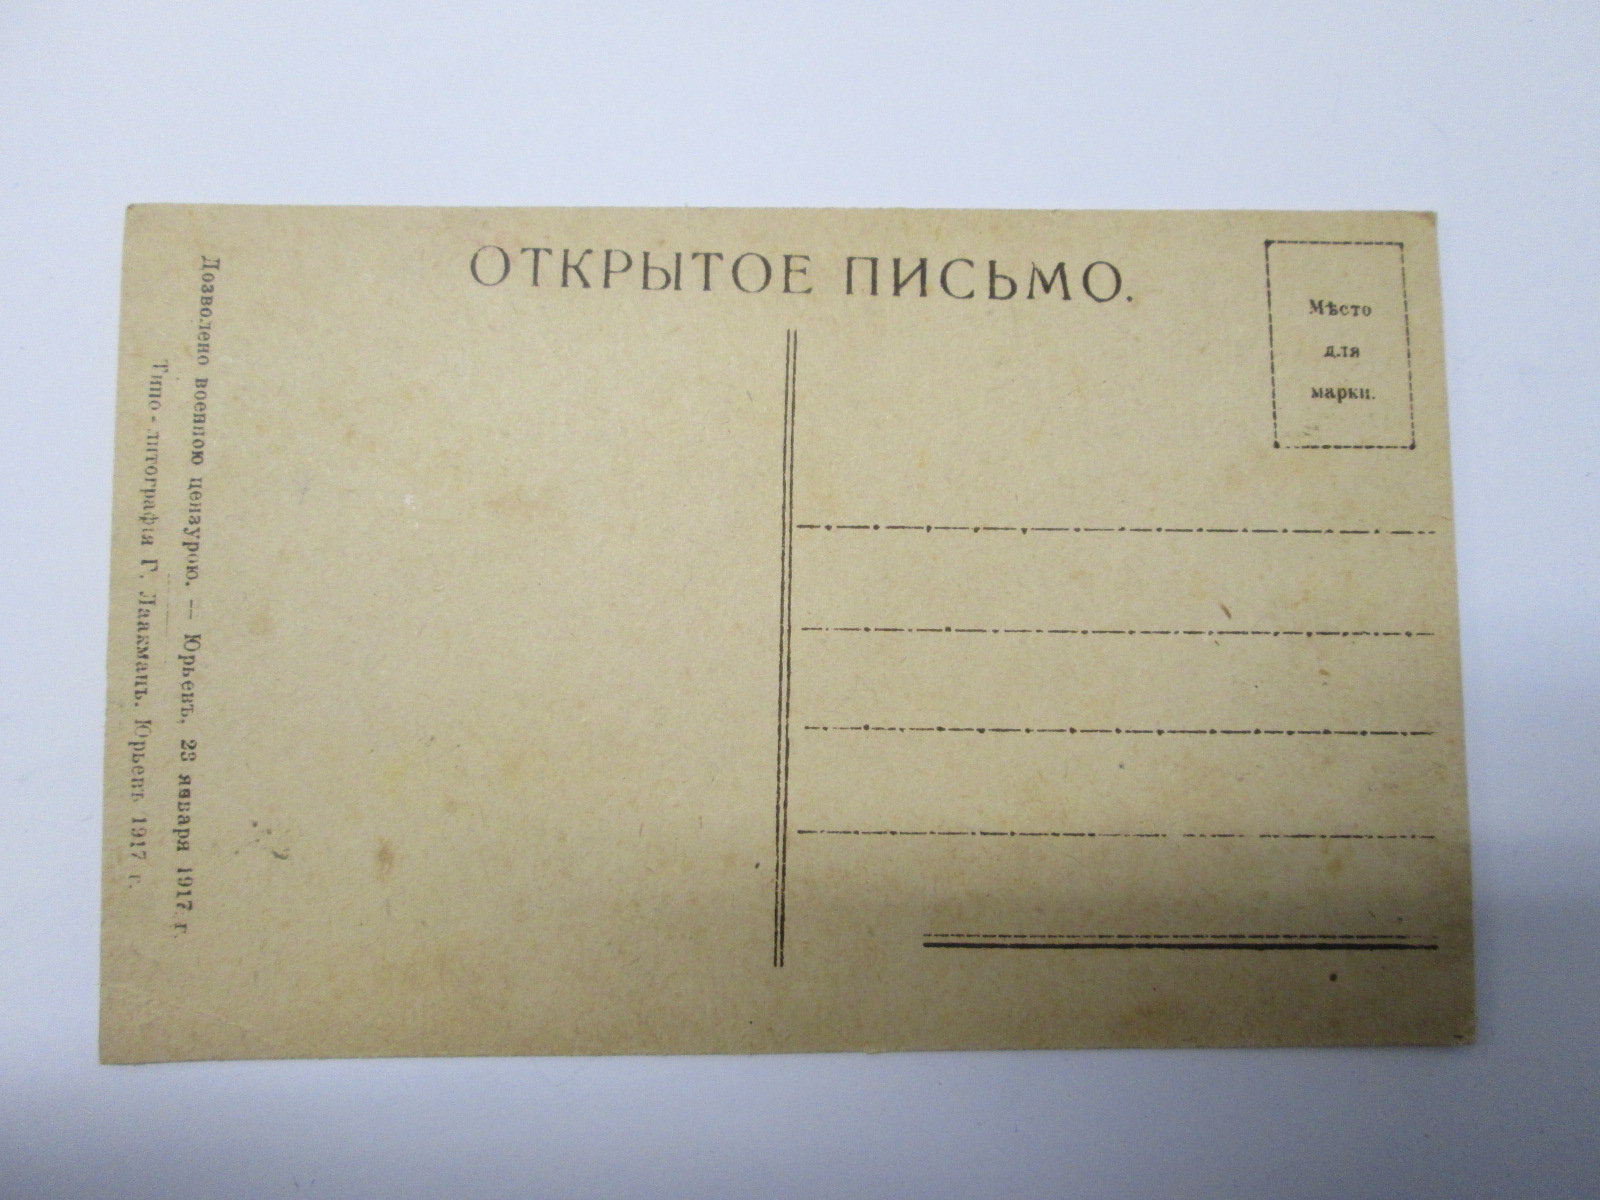 ОТКРЫТОЕ ПИСЬМО.
Мѣсто
для
марки.
Дозволено военною цензурою. — Юрьевъ, 23 января 1917 г.
Типо-литографія Г. Лаакманъ. Юрьевъ 1917 г.